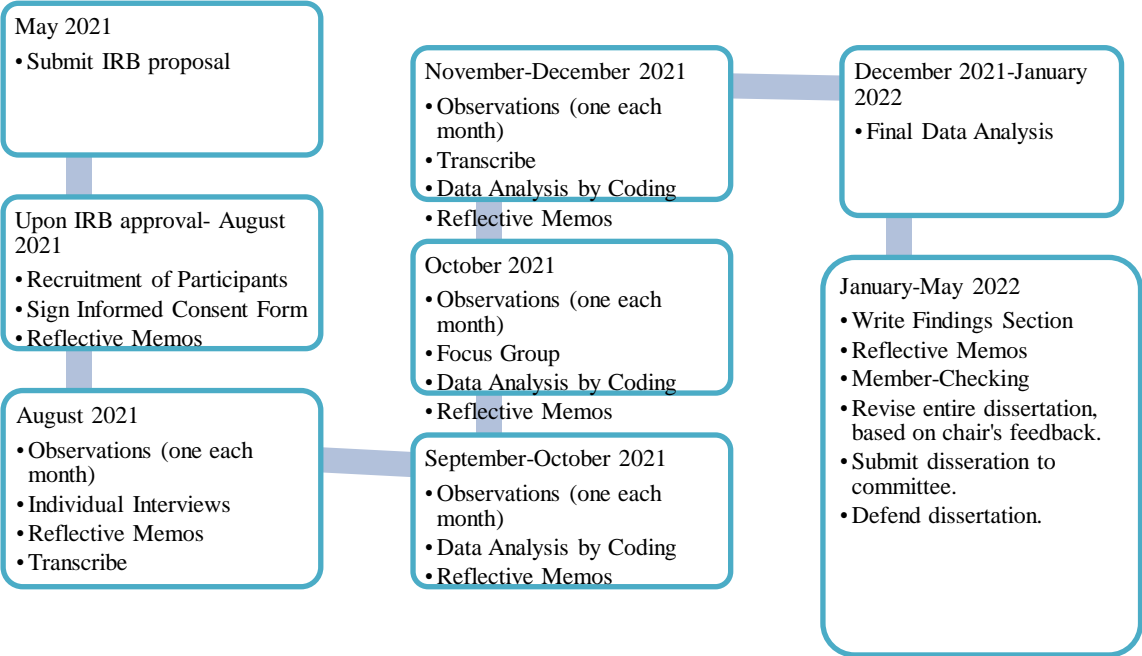 May 2021
•Submit IRB proposal
Upon IRB approval- August
2021
•Recruitment of Participants
•Sign Informed Consent Form
•Reflective Memos
August 2021
•Observations (one each
month)
•Individual Interviews
•Reflective Memos
•Transcribe
September-October 2021
•Observations (one each
month)
•Data Analysis by Coding
•Reflective Memos
October 2021
•Observations (one each
month)
•Focus Group
•Data Analysis by Coding
•Reflective Memos
November-December 2021
•Observations (one each
month)
•Transcribe
•Data Analysis by Coding
•Reflective Memos
December 2021-January
2022
•Final Data Analysis
January-May 2022
•Write Findings Section
•Reflective Memos
•Member-Checking
•Revise entire dissertation,
based on chair's feedback.
•Submit disseration to
committee.
•Defend dissertation.